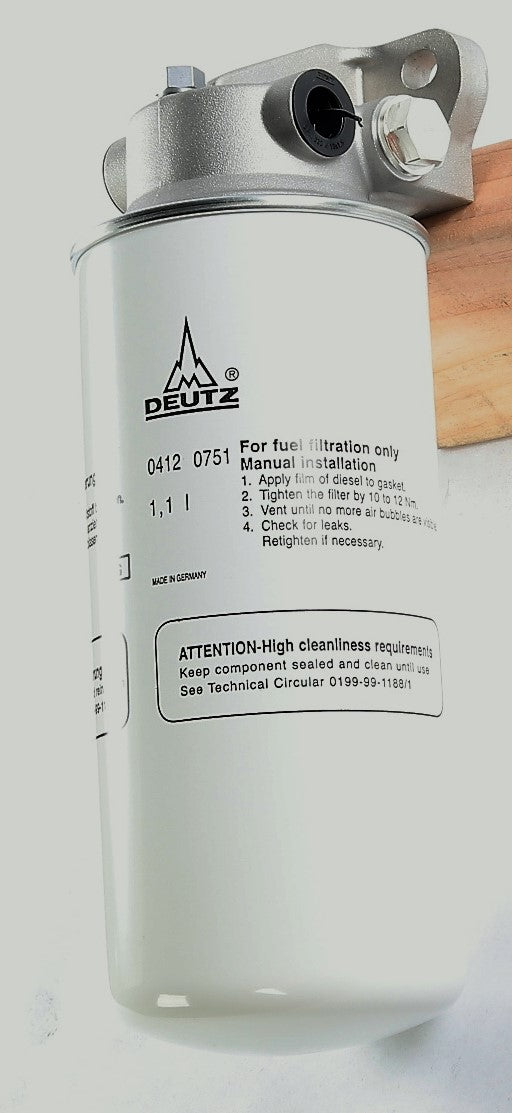 DEUTZ ®
0412 0751
1,1 l
For fuel filtration only
Manual installation
1. Apply film of diesel to gasket.
2. Tighten the filter by 10 to 12 Nm.
3. Vent until no more air bubbles are visible
4. Check for leaks.
Retighten if necessary.
MADE IN GERMANY
ATTENTION-High cleanliness requirements
Keep component sealed and clean until use
See Technical Circular 0199-99-1188/1